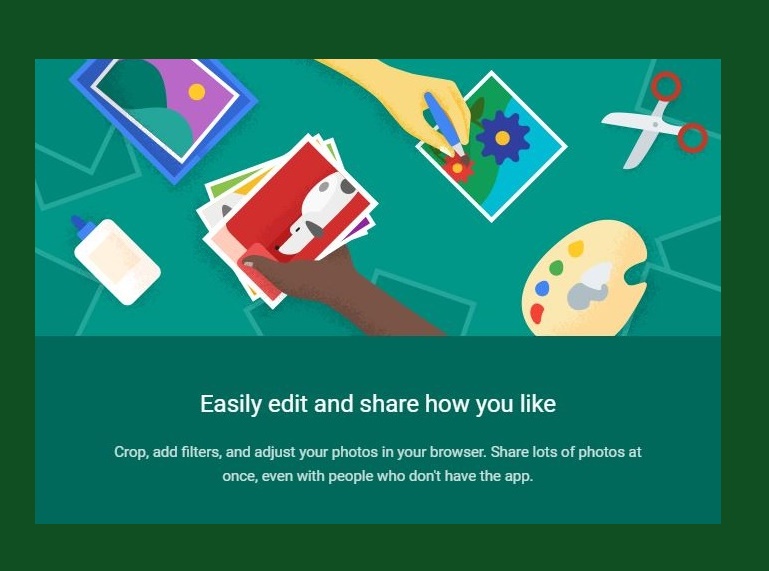 Easily edit and share how you like
Crop, add filters, and adjust your photos in your browser. Share lots of photos at
once, even with people who don't have the app.